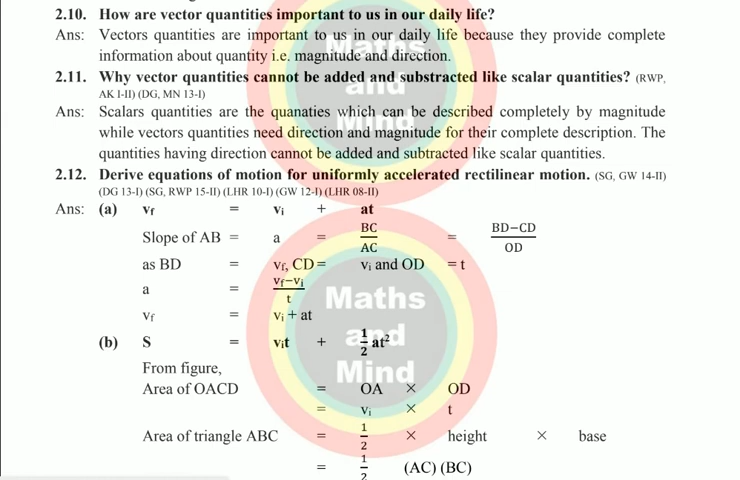 2.10. How are vector quantities important to us in our daily life?
Ans: Vectors quantities are important to us in our daily life because they provide complete
information about quantity i.e. magnitude and direction.
2.11. Why vector quantities cannot be added and substracted like scalar quantities? (RWP,
AK I-II) (DG, MN 13-I)
Ans: Scalars quantities are the quanaties which can be described completely by magnitude
while vectors quantities need direction and magnitude for their complete description. The
quantities having direction cannot be added and subtracted like scalar quantities.
2.12. Derive equations of motion for uniformly accelerated rectilinear motion. (SG, GW 14-II)
(DG 13-I) (SG, RWP 15-II) (LHR 10-I) (GW 12-I) (LHR 08-II)
Ans: (a) vf = vi + at
Slope of AB = a = BC/AC = BD−CD/OD
as BD = vf, CD = vi and OD = t
a = vf−vi/t
vf = vi + at
(b) S = vit + 1/2 at²
From figure,
Area of OACD = OA × OD
= vi × t
Area of triangle ABC = 1/2 × height × base
= 1/2 (AC) (BC)
Maths
and
Mind
Maths
and
Mind